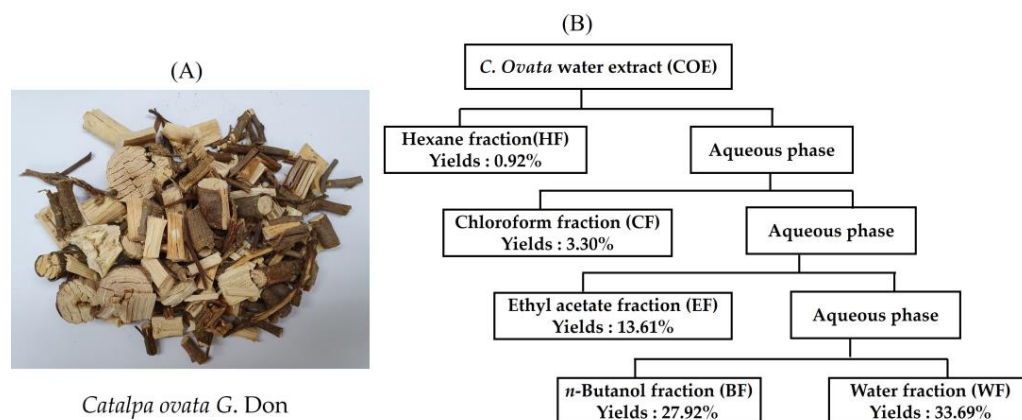 (A)
Catalpa ovata G. Don
(B)
C. Ovata water extract (COE)
Hexane fraction(HF)
Yields : 0.92%
Aqueous phase
Chloroform fraction (CF)
Yields : 3.30%
Aqueous phase
Ethyl acetate fraction (EF)
Yields : 13.61%
Aqueous phase
n-Butanol fraction (BF)
Yields : 27.92%
Water fraction (WF)
Yields : 33.69%